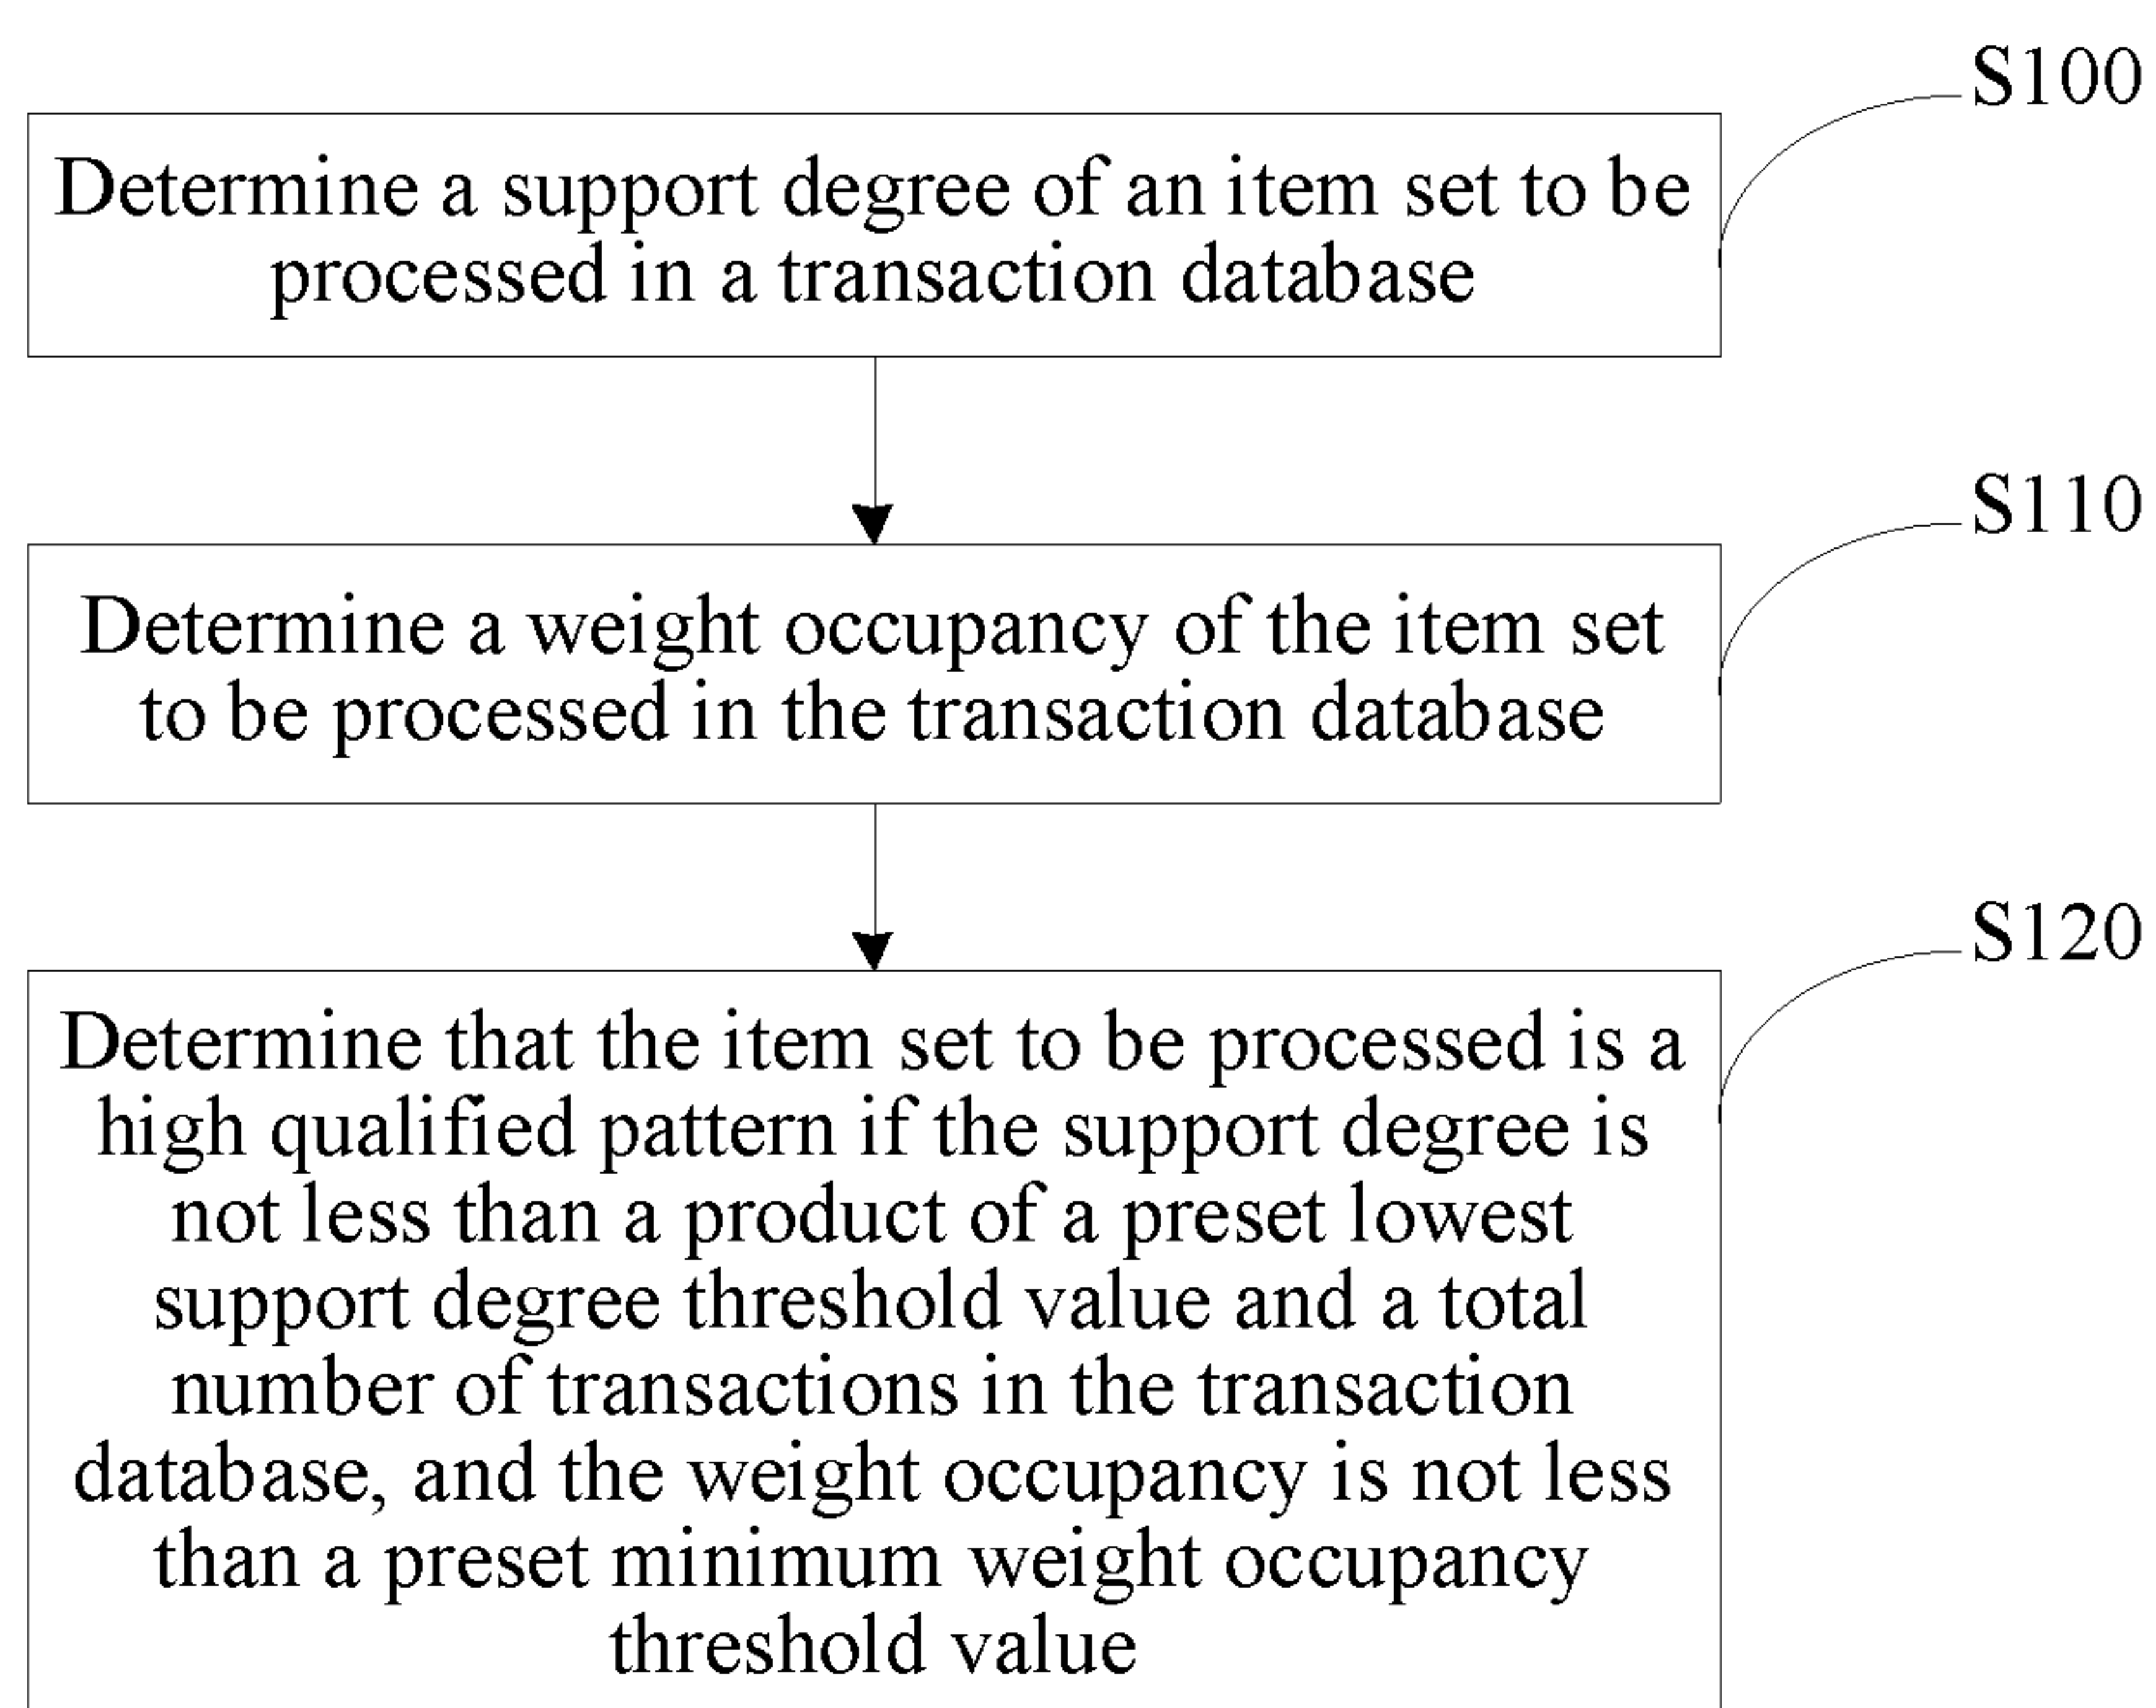 S100
Determine a support degree of an item set to be
processed in a transaction database
S110
Determine a weight occupancy of the item set
to be processed in the transaction database
S120
Determine that the item set to be processed is a
high qualified pattern if the support degree is
not less than a product of a preset lowest
support degree threshold value and a total
number of transactions in the transaction
database, and the weight occupancy is not less
than a preset minimum weight occupancy
threshold value